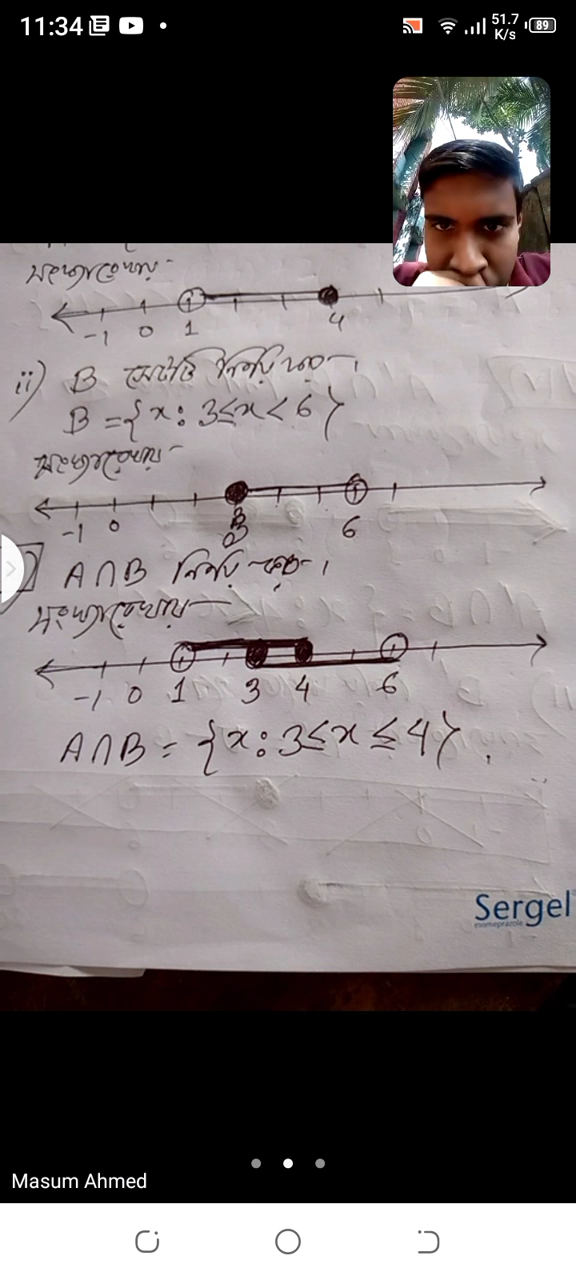 11:34
51.7
K/s
89
সংখ্যারেখায় -
-1 0 1 4
ii) B সেটটি নির্ণয় কর।
B = {x : 3≤x<6}
সংখ্যারেখায় -
-1 0 3 6
A∩B নির্ণয় কর।
সংখ্যারেখায় —
-1 0 1 3 4 6
A∩B = {x : 3≤x≤4}.
Sergel
esomeprazole
Masum Ahmed